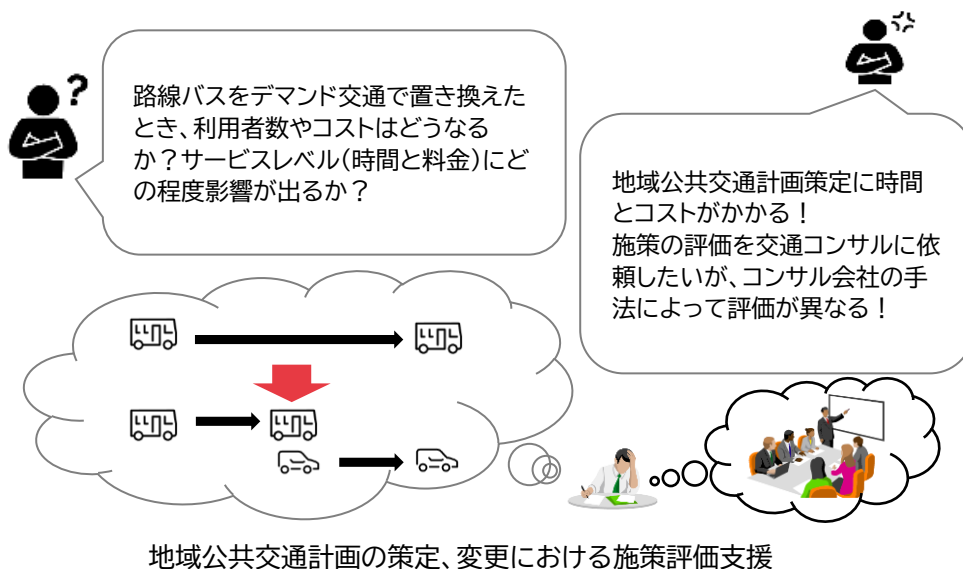 ?
路線バスをデマンド交通で置き換えた
とき、利用者数やコストはどうなる
か？サービスレベル（時間と料金）にど
の程度影響が出るか？
地域公共交通計画策定に時間
とコストがかかる！
施策の評価を交通コンサルに依
頼したいが、コンサル会社の手
法によって評価が異なる！
地域公共交通計画の策定、変更における施策評価支援